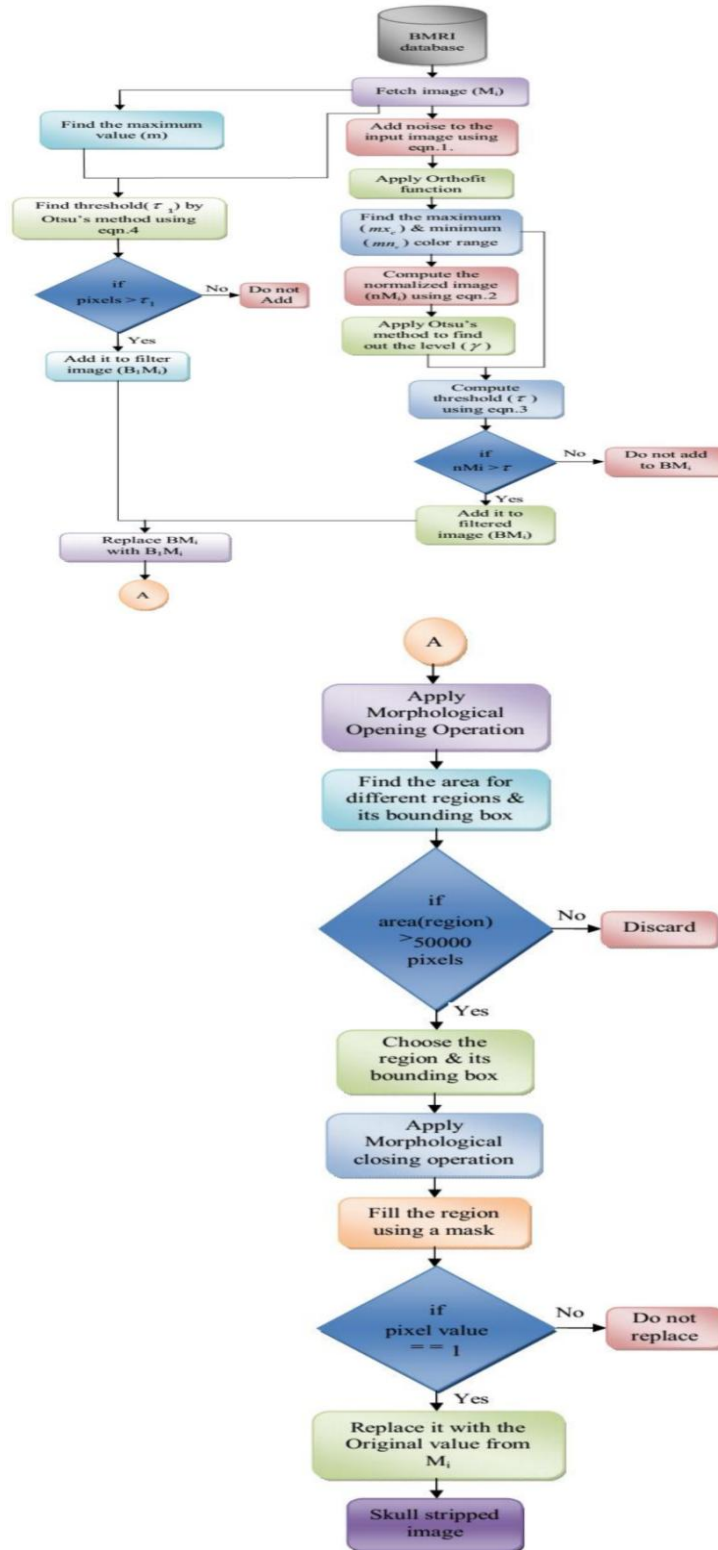 BMRI
database
Fetch image (Mᵢ)
Find the maximum
value (m)
Add noise to the
input image using
eqn.1.
Apply Orthofit
function
Find threshold(τ ₁) by
Otsu's method using
eqn.4
Find the maximum
(mxc) & minimum
(mnc) color range
Compute the
normalized image
(nMᵢ) using eqn.2
if
pixels > τ₁
No
Do not
Add
Yes
Apply Otsu's
method to find
out the level (γ)
Add it to filter
image (B₁Mᵢ)
Compute
threshold (τ)
using eqn.3
if
nMi > τ
No
Do not add
to BMᵢ
Yes
Add it to
filtered
image (BMᵢ)
Replace BMᵢ
with B₁Mᵢ
A
A
Apply
Morphological
Opening Operation
Find the area for
different regions &
its bounding box
if
area(region)
>50000
pixels
No
Discard
Yes
Choose the
region & its
bounding box
Apply
Morphological
closing operation
Fill the region
using a mask
if
pixel value
= = 1
No
Do not
replace
Yes
Replace it with the
Original value from
Mᵢ
Skull stripped
image